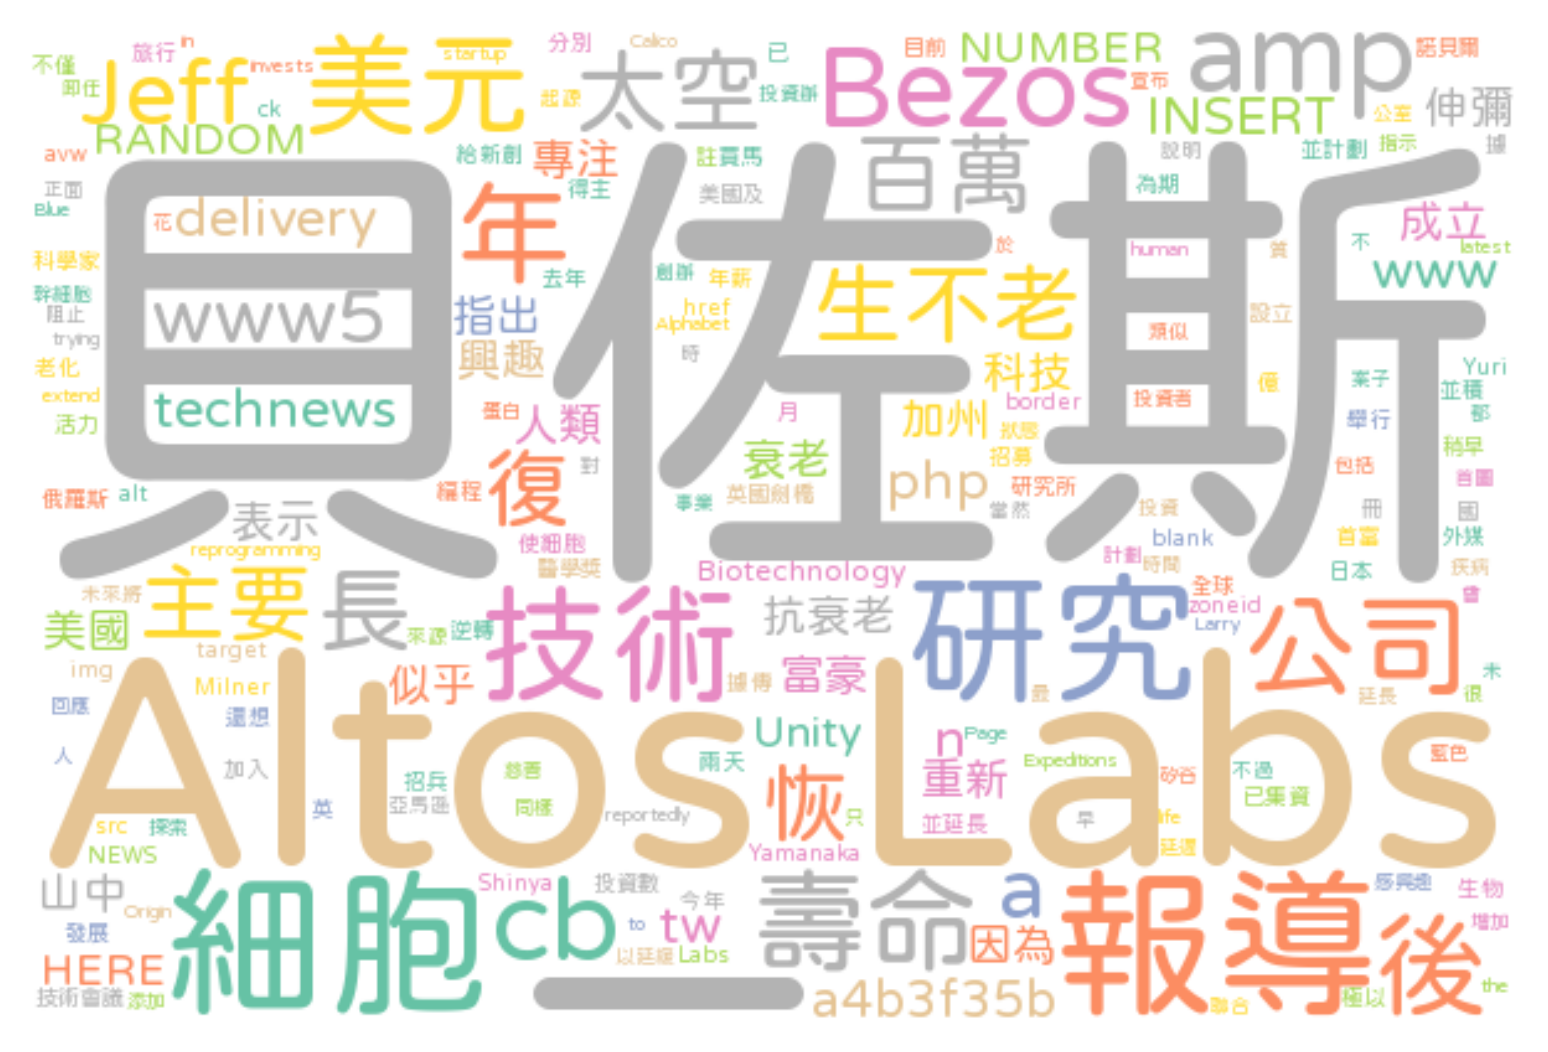 不僅 旅行 in 美元 startup 分別 Calico 太空 已 Bezos 目前 NUMBER amp 諾貝爾
卸任 Jeff invests ck 起源 投資辦 宣布 INSERT 公室 伸彌
RANDOM 百萬
avw 給新創 專注 註 買馬 說明 並計劃 指示 據
正面 得主 美國及 為期
Blue 花 delivery 年 貝佐斯 成立
科學家 去年 創辦 年薪 於 human 質 不 latest
幹細胞 www5 指出 href 生不老 設立 www
阻止 Alphabet
trying 興趣 時 類似
老化 科技 億 案子 Yuri
extend technews 蛋白 人類 月 加州 border 投資者 並積
活力 狀態 舉行 都
復 對 衰老 招募 稍早
俄羅斯 alt 編程 事業 英國劍橋 php 研究所 包括 首圖
表示 當然 投資 冊 國
reprogramming 使細胞 blank 首富 外媒
醫學獎 Biotechnology 計劃 時間 日本 疾病
未來將 主要 長 技術 抗衰老 研究 全球 公司 會
美國 來源 逆轉 zoneid
target Larry
img Milner 似乎 據傳 富豪 最 延長 很 未
回應 還想 Altos Labs
人 加入 招兵 慈善 兩天 Unity n Page Expeditions 矽谷 不過 藍色
英 亞馬遜 同樣 reportedly 恢 重新 已集資
src 探索 只 並延長 早 life
NEWS Yamanaka 延遲
山中 細胞 Shinya 投資數 壽命 a 報導 感興趣 生物
Origin cb 今年 後 增加
發展 to tw 因為
HERE 以延緩 Labs the
技術會議 添加 一 a4b3f35b 聯合 極以